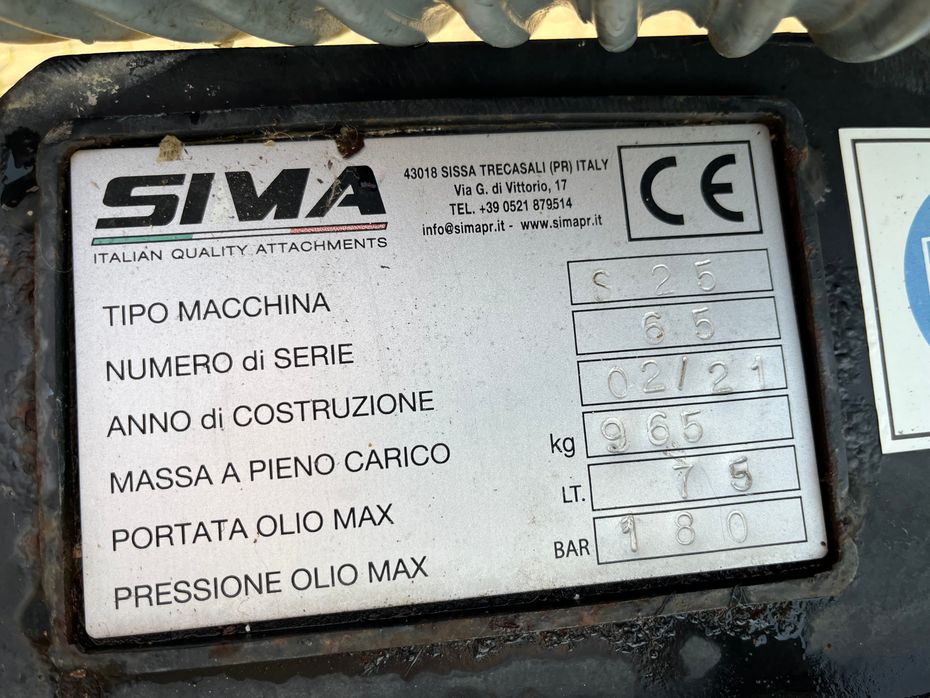 SIMA
ITALIAN QUALITY ATTACHMENTS
43018 SISSA TRECASALI (PR) ITALY
Via G. di Vittorio, 17
TEL. +39 0521 879514
info@simapr.it - www.simapr.it
CE
TIPO MACCHINA S 25
NUMERO di SERIE 65
ANNO di COSTRUZIONE 02/21
MASSA A PIENO CARICO kg 965
PORTATA OLIO MAX LT. 75
PRESSIONE OLIO MAX BAR 180